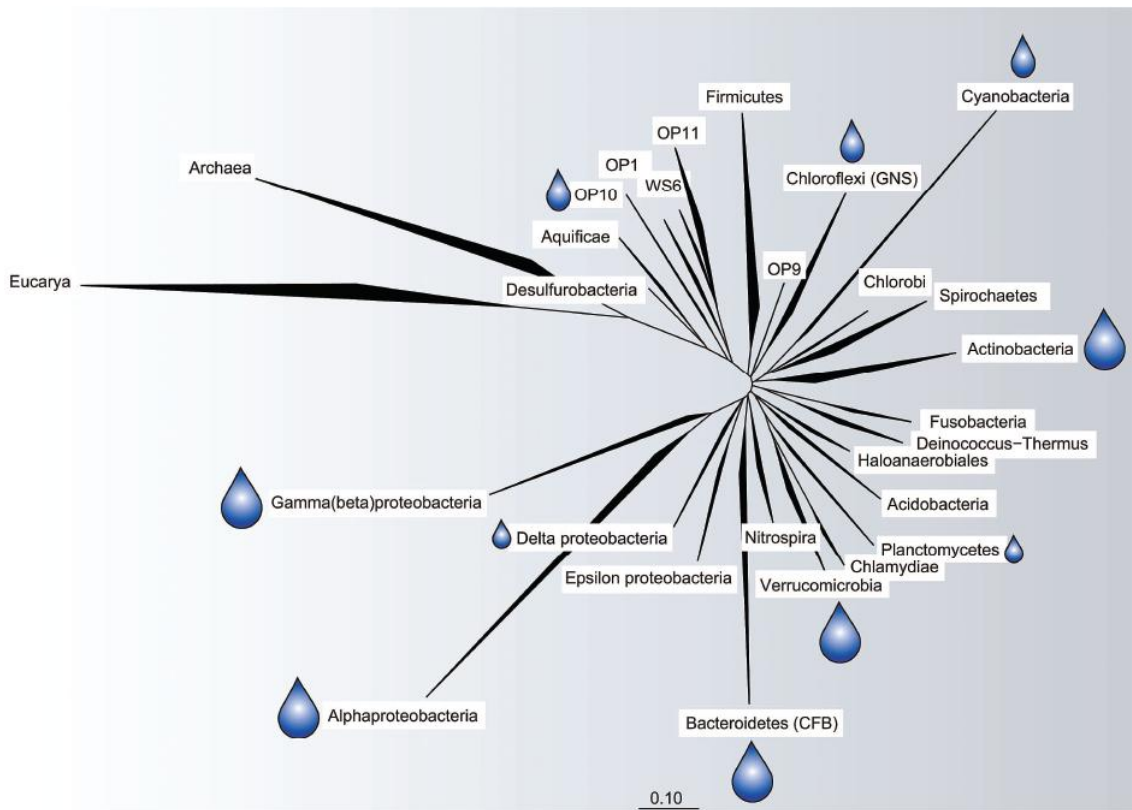 Firmicutes
Cyanobacteria
OP11
Archaea
OP1
Chloroflexi (GNS)
WS6
OP10
Aquificae
OP9
Eucarya
Desulfurobacteria
Chlorobi
Spirochaetes
Actinobacteria
Fusobacteria
Deinococcus−Thermus
Haloanaerobiales
Gamma(beta)proteobacteria
Acidobacteria
Delta proteobacteria
Nitrospira
Planctomycetes
Chlamydiae
Epsilon proteobacteria
Verrucomicrobia
Alphaproteobacteria
Bacteroidetes (CFB)
0.10